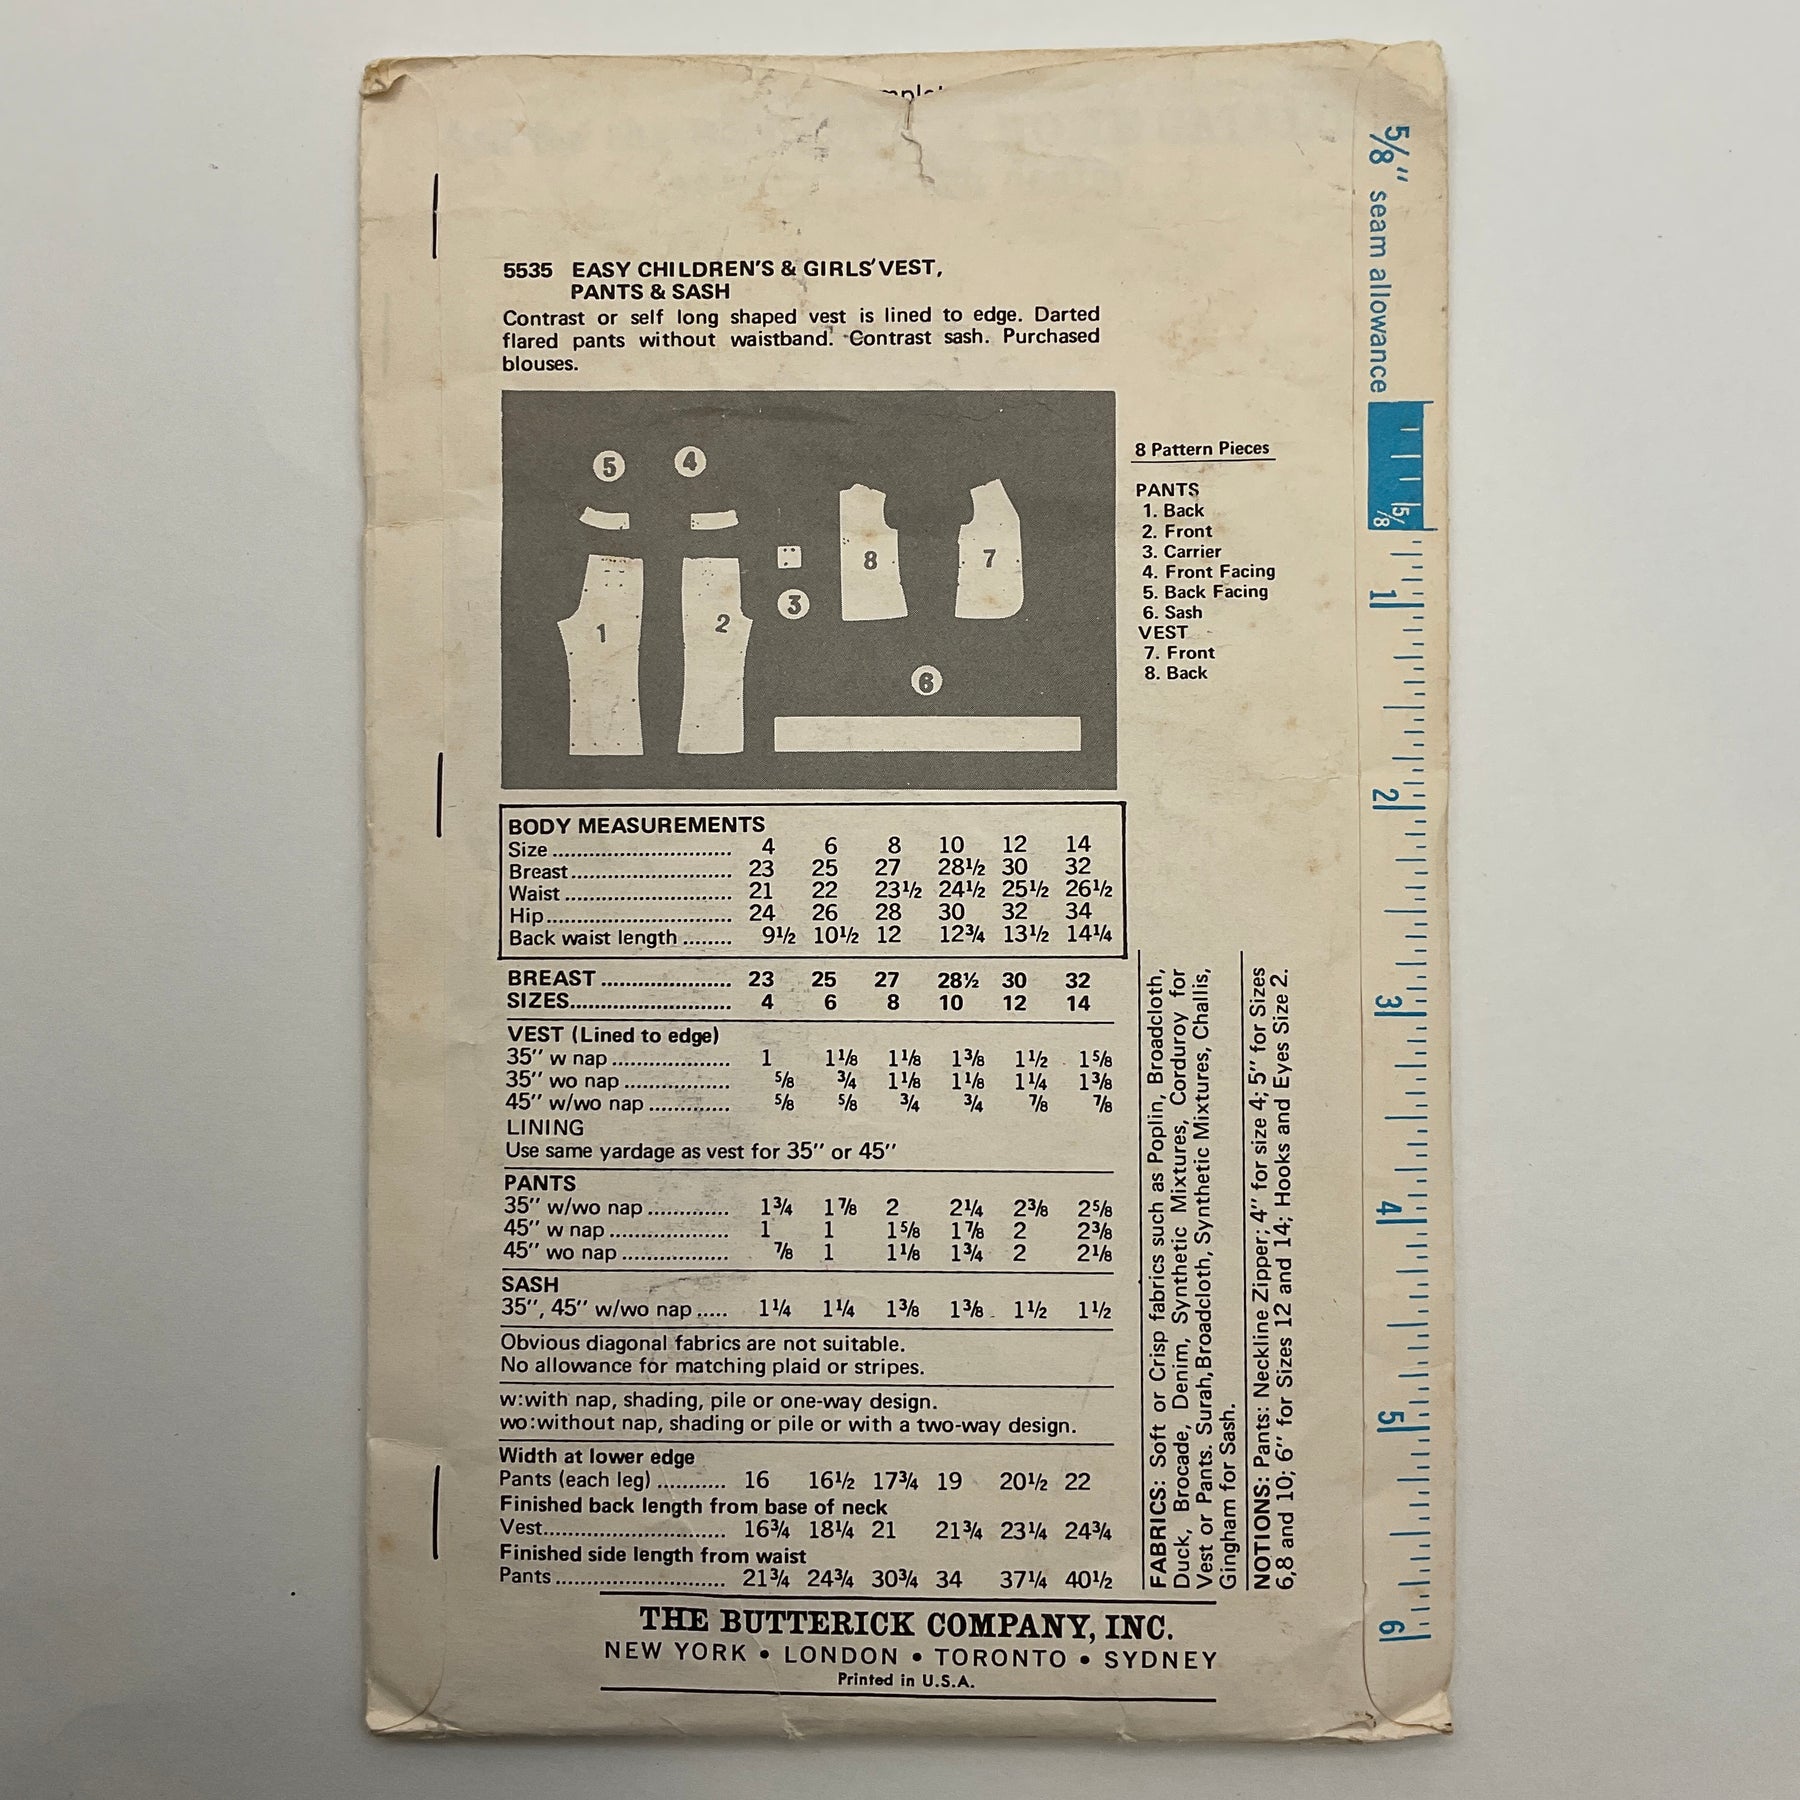 5535 EASY CHILDREN'S & GIRLS' VEST,
PANTS & SASH
Contrast or self long shaped vest is lined to edge. Darted
flared pants without waistband. Contrast sash. Purchased
blouses.
5 4
8 7
3
1 2
6
8 Pattern Pieces
PANTS
1. Back
2. Front
3. Carrier
4. Front Facing
5. Back Facing
6. Sash
VEST
7. Front
8. Back
BODY MEASUREMENTS
Size ............................ 4 6 8 10 12 14
Breast......................... 23 25 27 28½ 30 32
Waist .......................... 21 22 23½ 24½ 25½ 26½
Hip............................. 24 26 28 30 32 34
Back waist length ........ 9½ 10½ 12 12¾ 13½ 14¼
BREAST .................... 23 25 27 28½ 30 32
SIZES......................... 4 6 8 10 12 14
VEST (Lined to edge)
35" w nap .................. 1 1⅛ 1⅛ 1⅜ 1½ 1⅝
35" wo nap ................ ⅝ ¾ 1⅛ 1⅛ 1¼ 1⅜
45" w/wo nap ............. ⅝ ⅝ ¾ ¾ ⅞ ⅞
LINING
Use same yardage as vest for 35" or 45"
PANTS
35" w/wo nap ............. 1¾ 1⅞ 2 2¼ 2⅜ 2⅝
45" w nap ................... 1 1 1⅝ 1⅞ 2 2⅜
45" wo nap ................. ⅞ 1 1⅛ 1¾ 2 2⅛
SASH
35", 45" w/wo nap ..... 1¼ 1¼ 1⅜ 1⅜ 1½ 1½
Obvious diagonal fabrics are not suitable.
No allowance for matching plaid or stripes.
w:with nap, shading, pile or one-way design.
wo:without nap, shading or pile or with a two-way design.
Width at lower edge
Pants (each leg) ........... 16 16½ 17¾ 19 20½ 22
Finished back length from base of neck
Vest............................. 16¾ 18¼ 21 21¾ 23¼ 24¾
Finished side length from waist
Pants ........................... 21¾ 24¾ 30¾ 34 37¼ 40½
FABRICS: Soft or Crisp fabrics such as Poplin, Broadcloth,
Duck, Brocade, Denim, Synthetic Mixtures, Corduroy for
Vest or Pants. Surah, Broadcloth, Synthetic Mixtures, Challis,
Gingham for Sash.
NOTIONS: Pants: Neckline Zipper; 4" for size 4; 5" for Sizes
6,8 and 10; 6" for Sizes 12 and 14; Hooks and Eyes Size 2.
THE BUTTERICK COMPANY, INC.
NEW YORK • LONDON • TORONTO • SYDNEY
Printed in U.S.A.
5/8" seam allowance
5/8
1
2
3
4
5
6